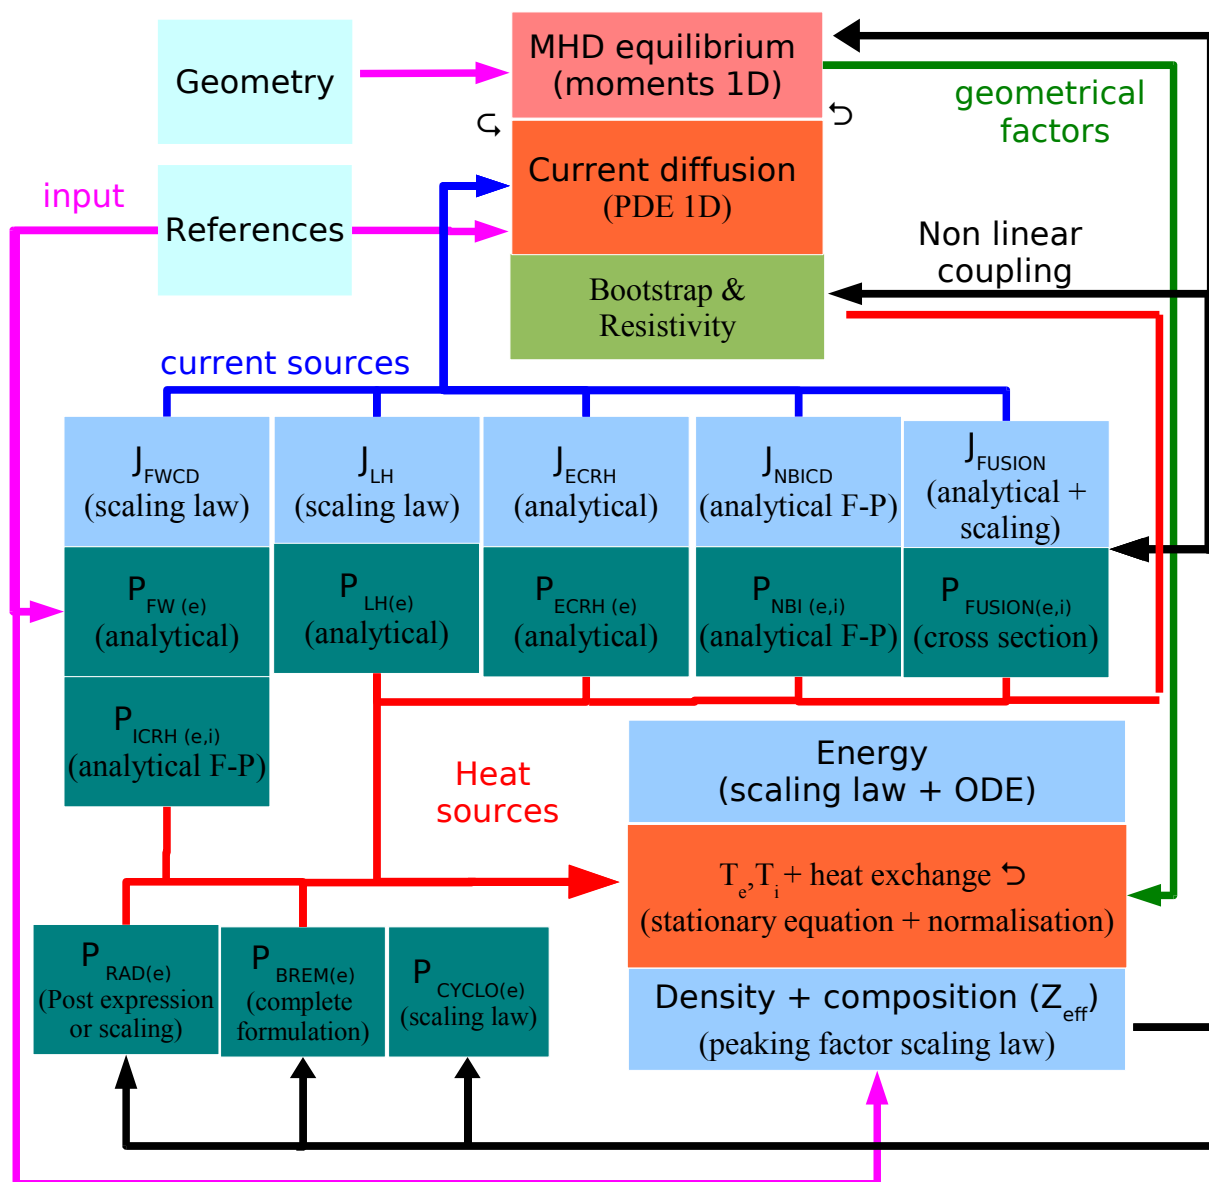 Geometry
MHD equilibrium
(moments 1D)
geometrical
factors
input
References
Current diffusion
(PDE 1D)
Non linear
coupling
Bootstrap &
Resistivity
current sources
J FWCD
(scaling law)
J LH
(scaling law)
J ECRH
(analytical)
J NBICD
(analytical F-P)
J FUSION
(analytical +
scaling)
P FW (e)
(analytical)
P LH(e)
(analytical)
P ECRH (e)
(analytical)
P NBI (e,i)
(analytical F-P)
P FUSION(e,i)
(cross section)
P ICRH (e,i)
(analytical F-P)
Heat
sources
Energy
(scaling law + ODE)
Te,Ti + heat exchange ⮌
(stationary equation + normalisation)
P RAD(e)
(Post expression
or scaling)
P BREM(e)
(complete
formulation)
P CYCLO(e)
(scaling law)
Density + composition (Zeff)
(peaking factor scaling law)